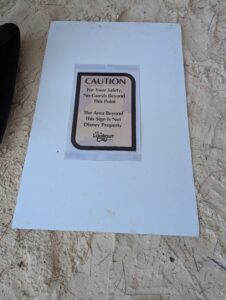 CAUTION
For Your Safety,
No Guests Beyond
This Point
The Area Beyond
This Sign Is Not
Disney Property